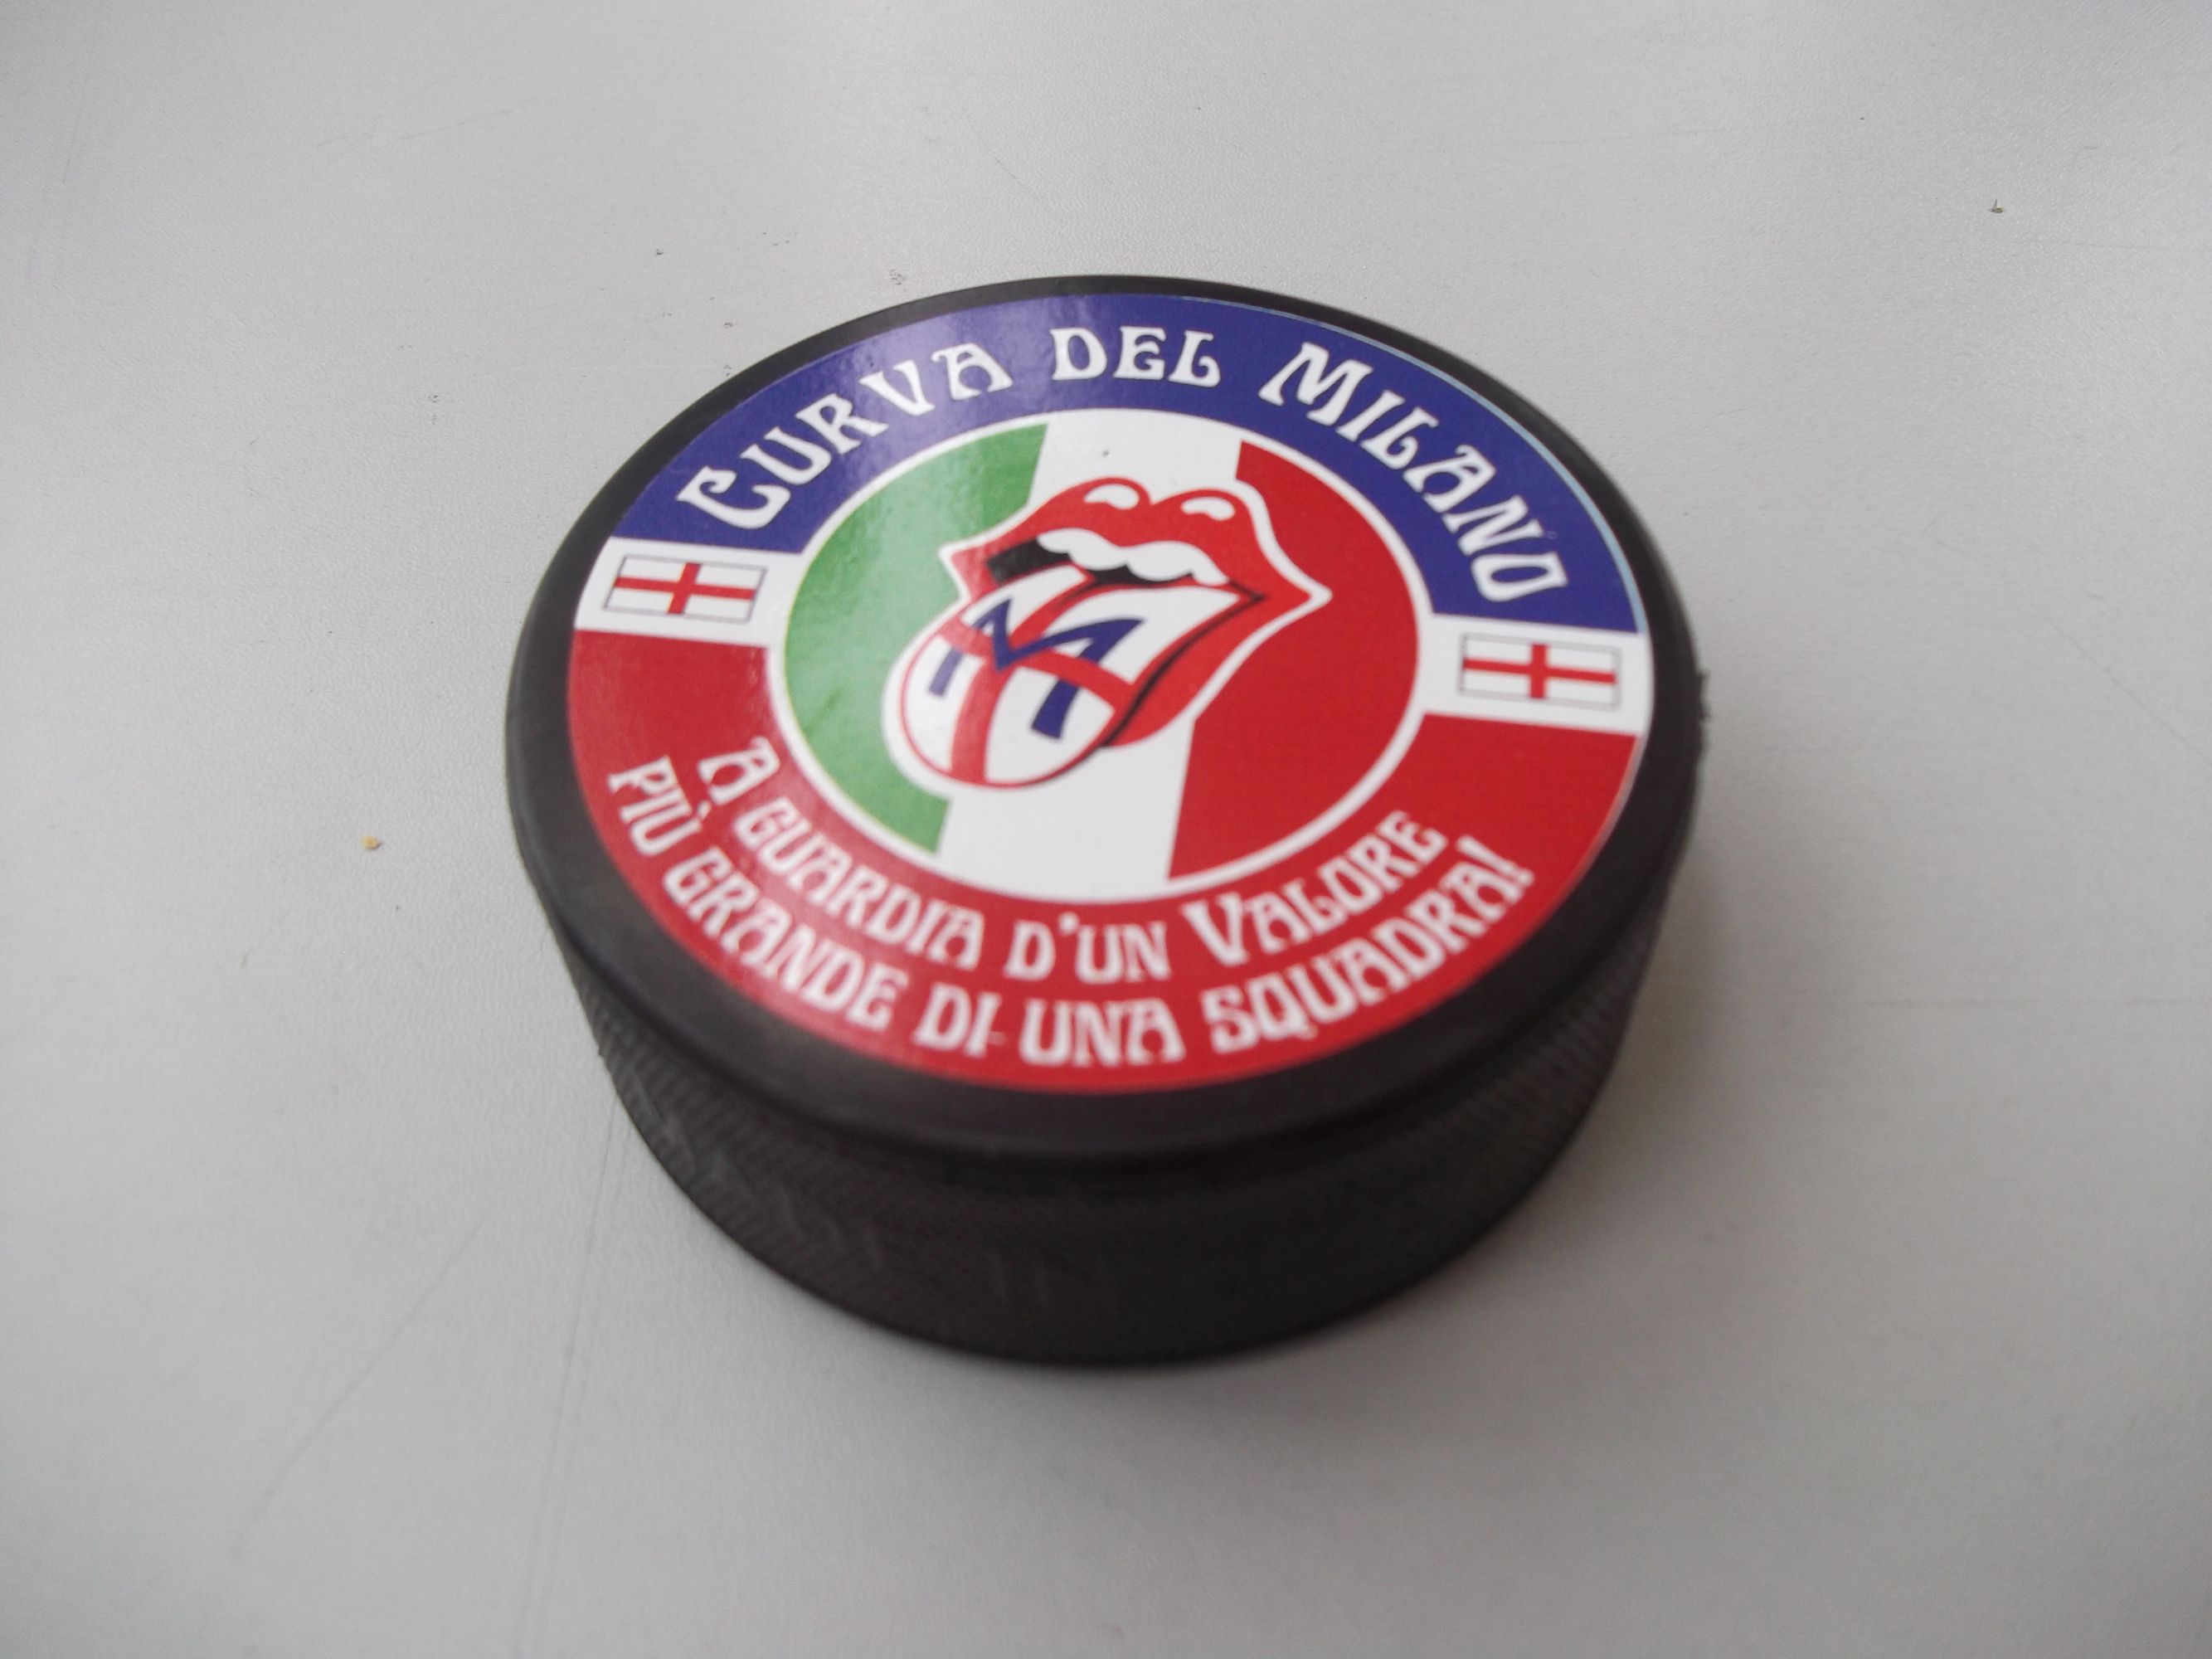 CURVA DEL MILANO
M
A GUARDIA D'UN VALORE
PIÙ GRANDE DI UNA SQUADRA!